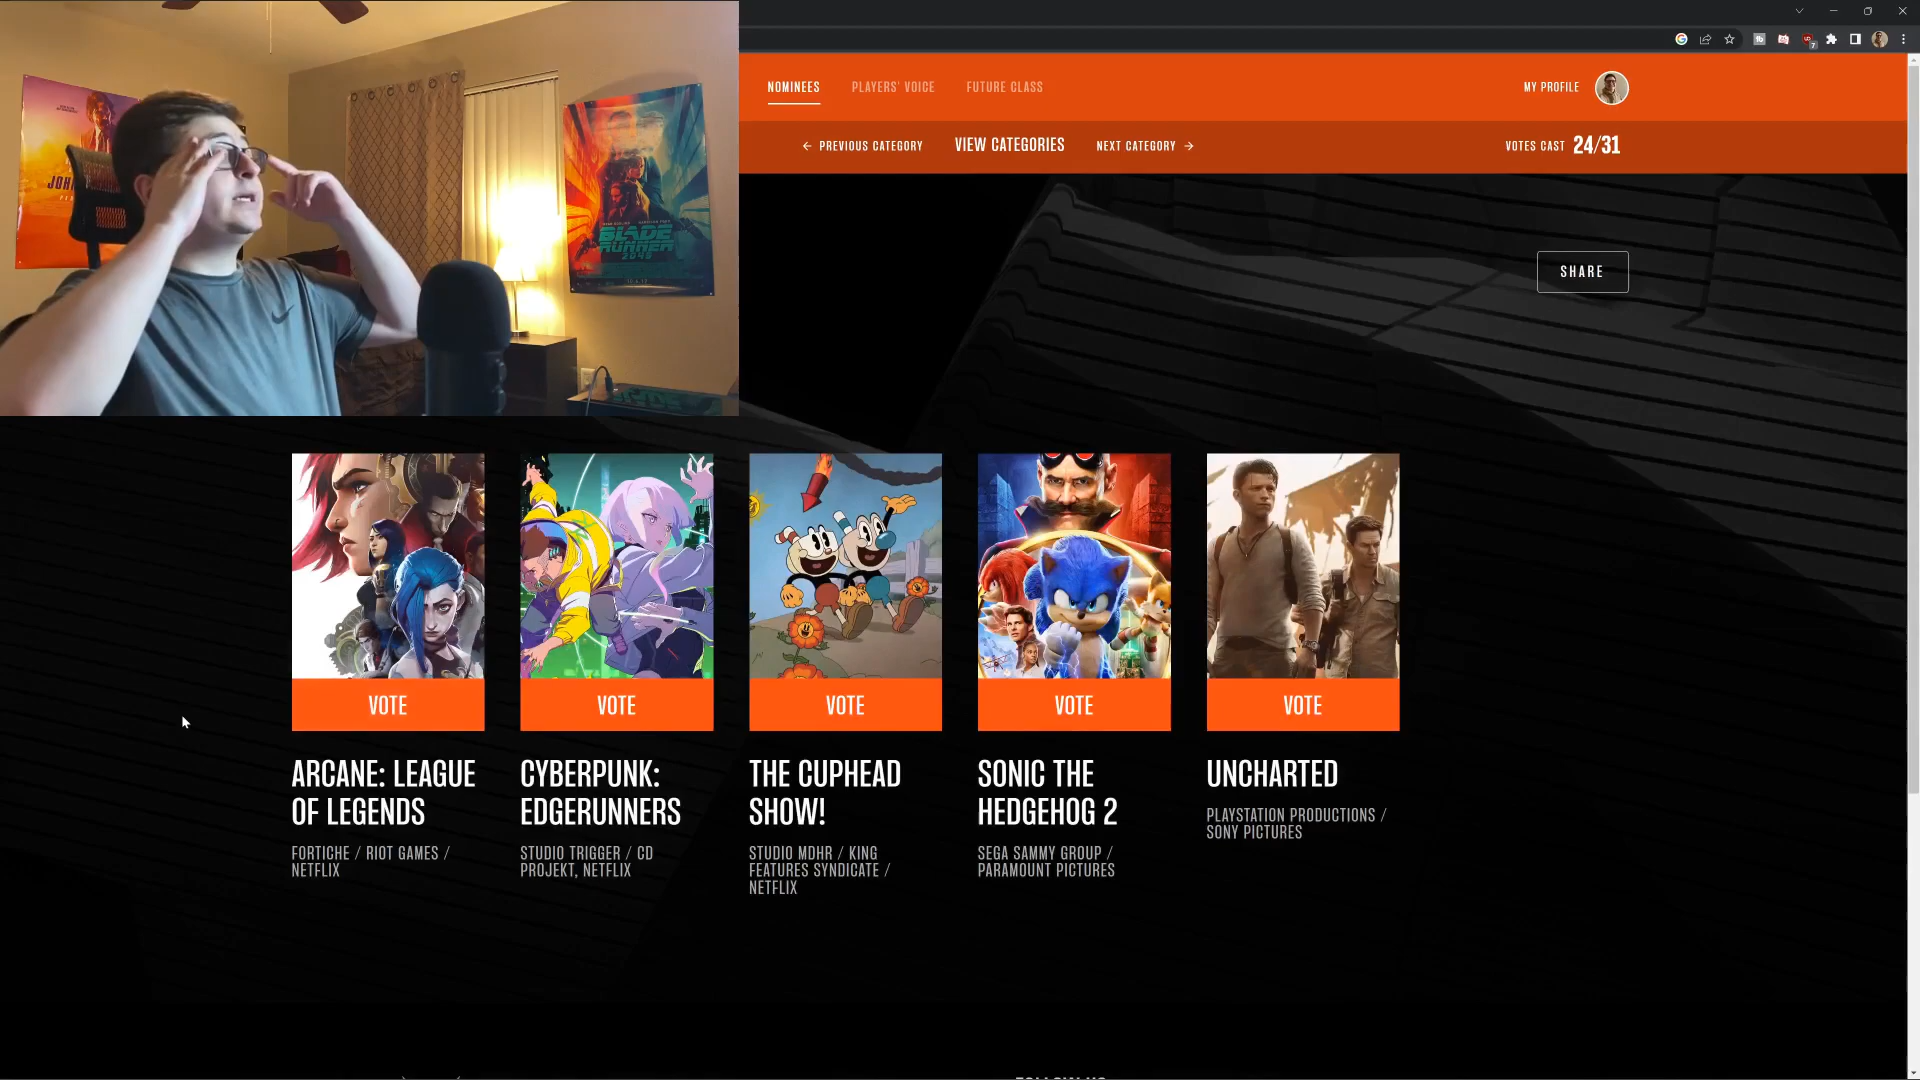 NOMINEES
PLAYERS' VOICE
FUTURE CLASS
MY PROFILE
← PREVIOUS CATEGORY
VIEW CATEGORIES
NEXT CATEGORY →
VOTES CAST 24/31
SHARE
BLADE
RUNNER
2049
VOTE
VOTE
VOTE
VOTE
VOTE
ARCANE: LEAGUE
OF LEGENDS
FORTICHE / RIOT GAMES /
NETFLIX
CYBERPUNK:
EDGERUNNERS
STUDIO TRIGGER / CD
PROJEKT, NETFLIX
THE CUPHEAD
SHOW!
STUDIO MDHR / KING
FEATURES SYNDICATE /
NETFLIX
SONIC THE
HEDGEHOG 2
SEGA SAMMY GROUP /
PARAMOUNT PICTURES
UNCHARTED
PLAYSTATION PRODUCTIONS /
SONY PICTURES